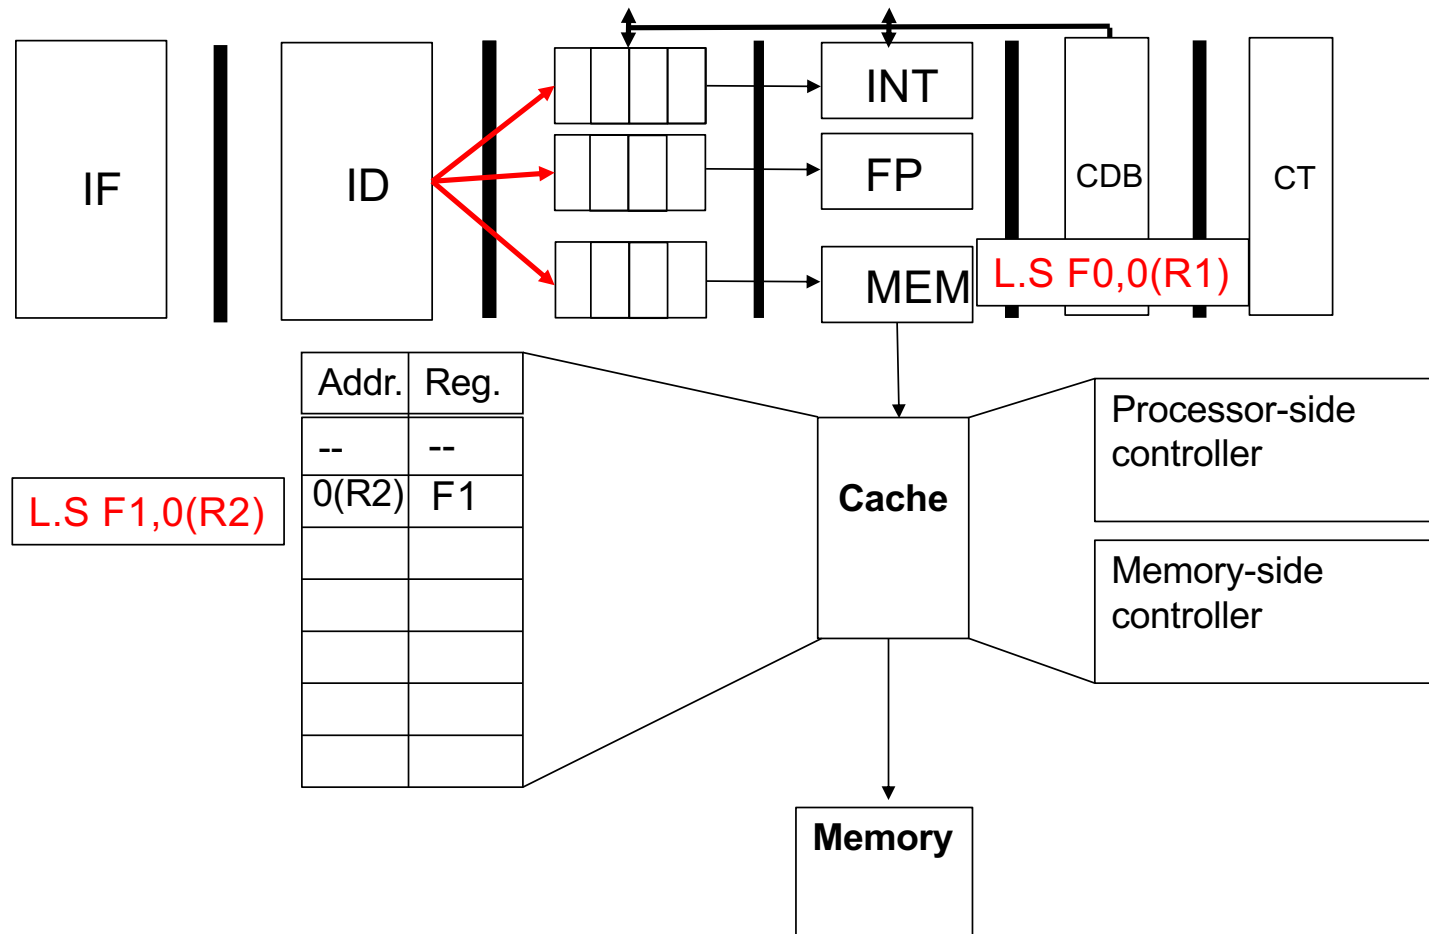 IF
ID
INT
FP
MEM
CDB
CT
L.S F0,0(R1)
Addr. Reg.
-- --
0(R2) F1
L.S F1,0(R2)
Cache
Processor-side
controller
Memory-side
controller
Memory